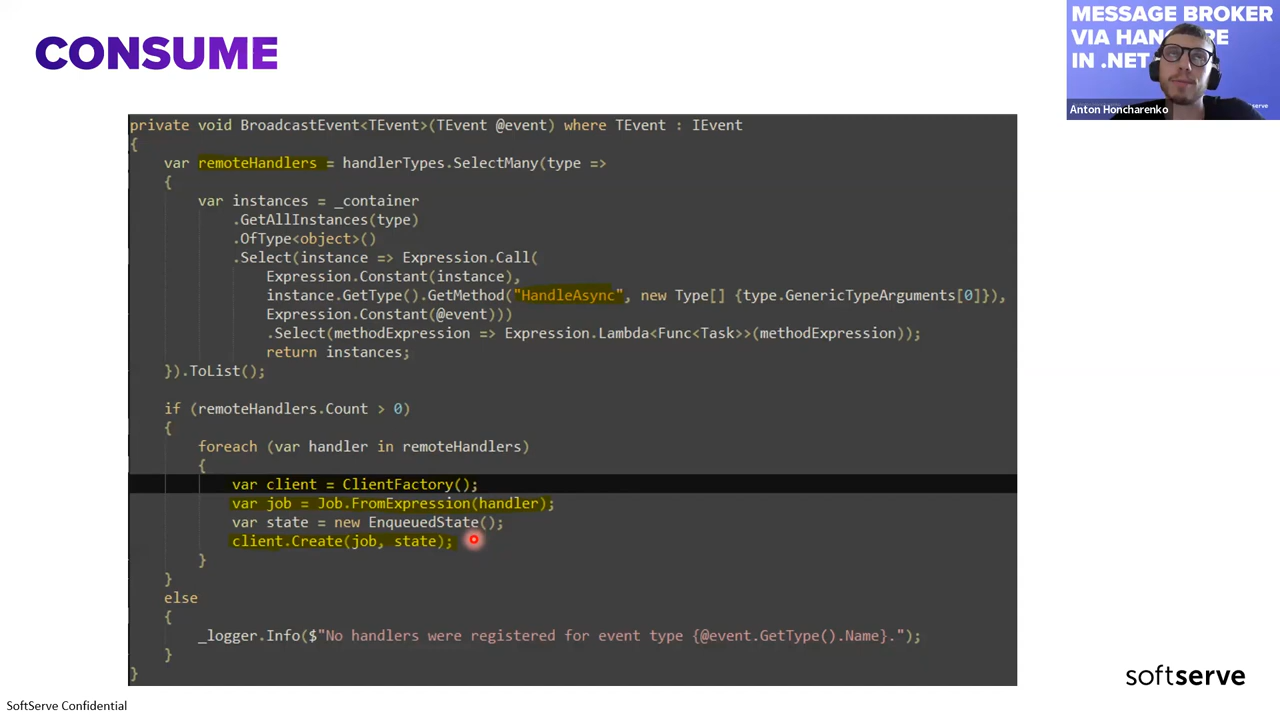 CONSUME
MESSAGE BROKER
VIA HANGFIRE
IN .NET
Anton Honcharenko
private void BroadcastEvent<TEvent>(TEvent @event) where TEvent : IEvent
{
var remoteHandlers = handlerTypes.SelectMany(type =>
{
var instances = _container
.GetAllInstances(type)
.OfType<object>()
.Select(instance => Expression.Call(
Expression.Constant(instance),
instance.GetType().GetMethod("HandleAsync", new Type[] {type.GenericTypeArguments[0]}),
Expression.Constant(@event)))
.Select(methodExpression => Expression.Lambda<Func<Task>>(methodExpression));
return instances;
}).ToList();
if (remoteHandlers.Count > 0)
{
foreach (var handler in remoteHandlers)
{
var client = ClientFactory();
var job = Job.FromExpression(handler);
var state = new EnqueuedState();
client.Create(job, state);
}
}
else
{
_logger.Info($"No handlers were registered for event type {@event.GetType().Name}.");
}
}
softserve
SoftServe Confidential